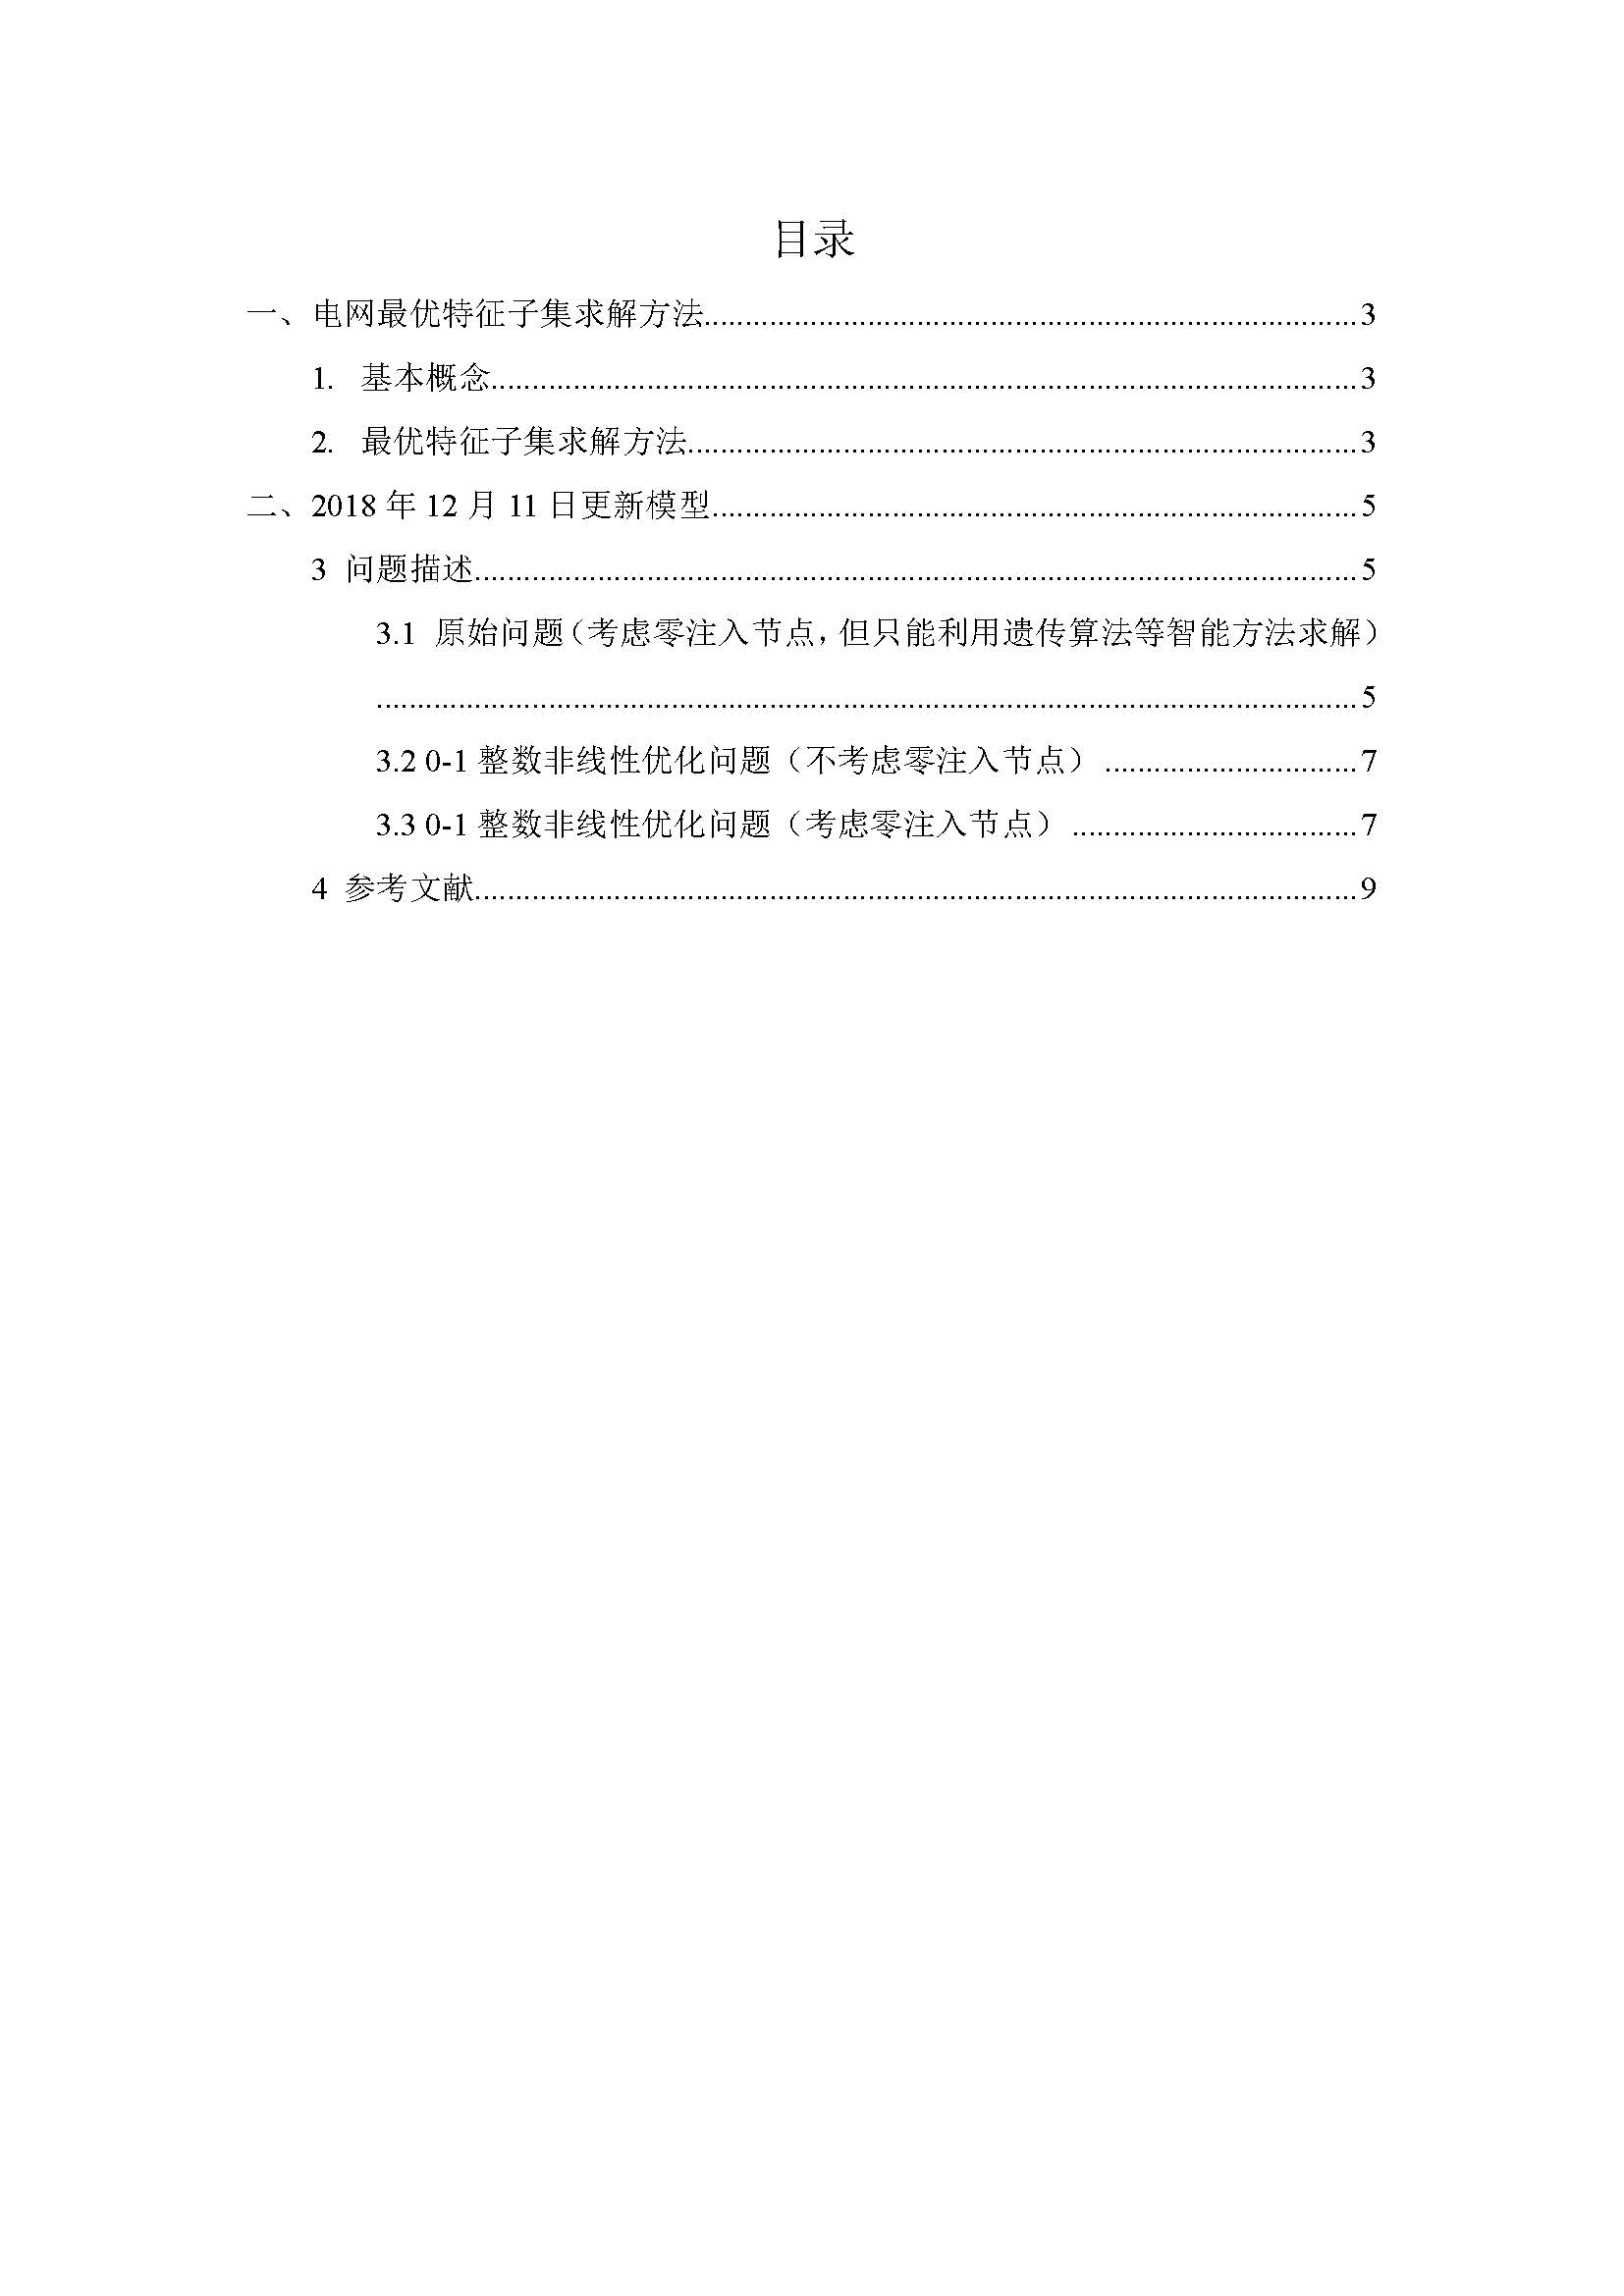 目录
一、电网最优特征子集求解方法................................................................................3
1. 基本概念..........................................................................................................3
2. 最优特征子集求解方法..................................................................................3
二、2018 年 12 月 11 日更新模型...............................................................................5
3 问题描述............................................................................................................5
3.1 原始问题（考虑零注入节点，但只能利用遗传算法等智能方法求解）
........................................................................................................................5
3.2 0-1 整数非线性优化问题（不考虑零注入节点） ...............................7
3.3 0-1 整数非线性优化问题（考虑零注入节点） ...................................7
4 参考文献............................................................................................................9